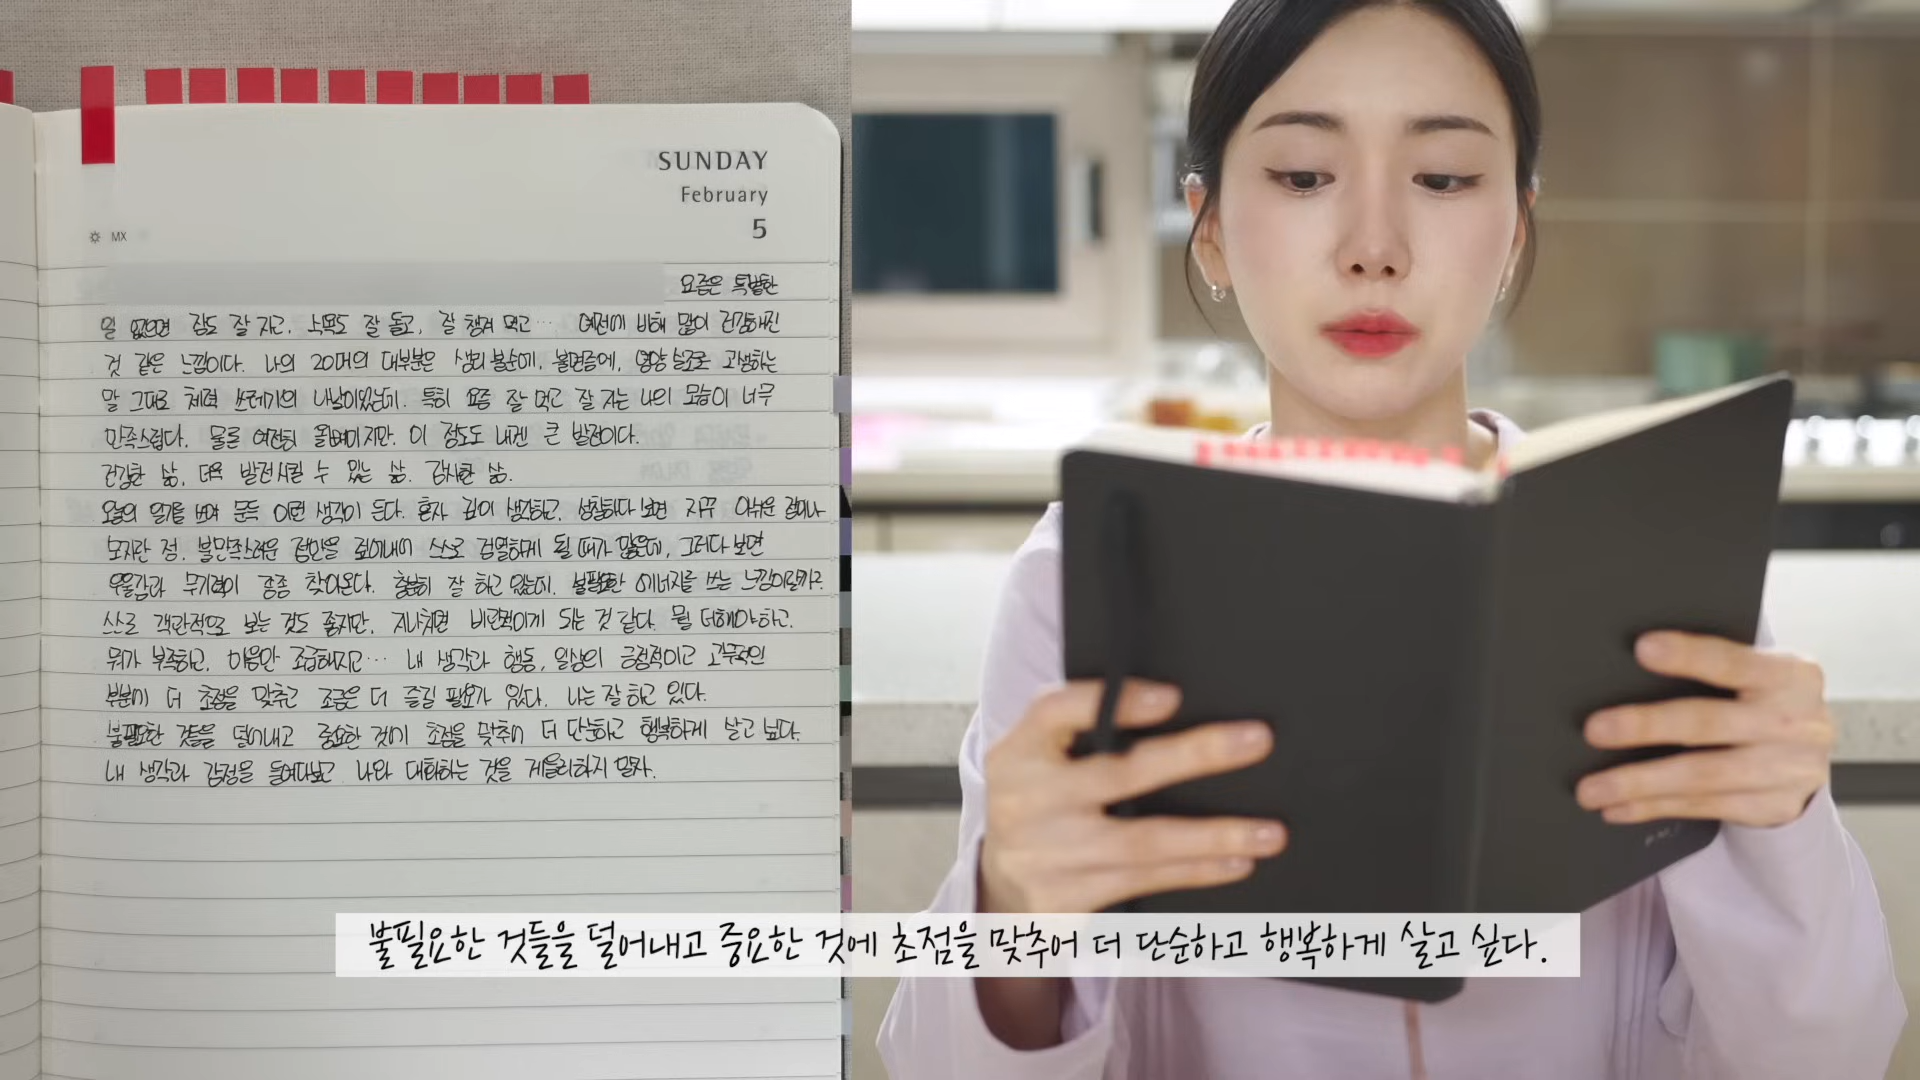 SUNDAY
February
5
MX
요즘은 특별한
일 없으면 잠도 잘 자고, 스쿼트도 잘 돌고, 잘 챙겨 먹고… 예전에 비해 많이 건강해진
것 같은 느낌이다. 나의 20대의 대부분은 생리불순에, 불면증에, 영양실조로 고생하는
말 그대로 체력 쓰레기의 나날이었는데, 특히 요즘 잘 먹고 잘 자는 나의 모습이 너무
만족스럽다. 물론 여전히 올빼미지만, 이 정도도 내겐 큰 발전이다.
건강한 삶, 더욱 발전시킬 수 있는 삶. 감사한 삶.
오늘의 일기를 쓰며 문득 이런 생각이 든다. 혼자 깊이 생각하고, 성찰하다 보면 자꾸 아쉬운 점이나
모자란 점, 불만족스러운 점만을 끌어내어 스스로 검열하게 될 때가 많은데, 그러다 보면
우울감과 무기력이 종종 찾아온다. 충분히 잘 하고 있는데, 불필요한 에너지를 쓰는 느낌이랄까?
스스로 객관적으로 보는 것도 좋지만, 지나치면 비관적이게 되는 것 같다. 뭘 더해야 하고,
뭐가 부족하고, 마음만 조급해지고… 내 생각과 행동, 일상의 긍정적이고 고무적인
부분에 더 초점을 맞추고 조금은 더 즐길 필요가 있다. 나는 잘 하고 있다.
불필요한 것들을 덜어내고 중요한 것에 초점을 맞추어 더 단순하고 행복하게 살고 싶다.
내 생각과 감정을 들여다보고 나와 대화하는 것을 게을리하지 말자.
불필요한 것들을 덜어내고 중요한 것에 초점을 맞추어 더 단순하고 행복하게 살고 싶다.